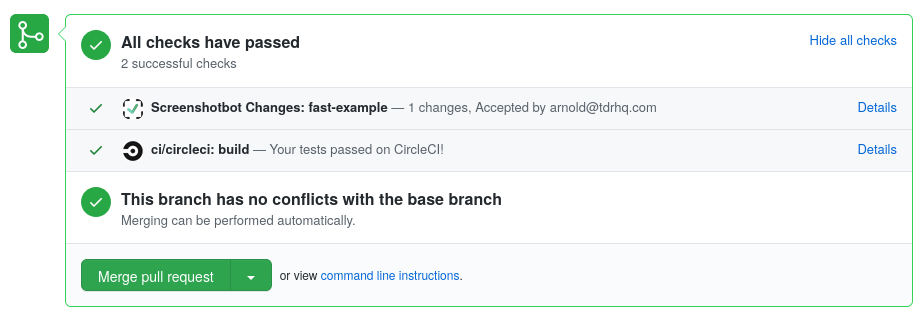 All checks have passed
Hide all checks
2 successful checks
Screenshotbot Changes: fast-example — 1 changes, Accepted by arnold@tdrhq.com
Details
ci/circleci: build — Your tests passed on CircleCI!
Details
This branch has no conflicts with the base branch
Merging can be performed automatically.
Merge pull request
or view command line instructions.